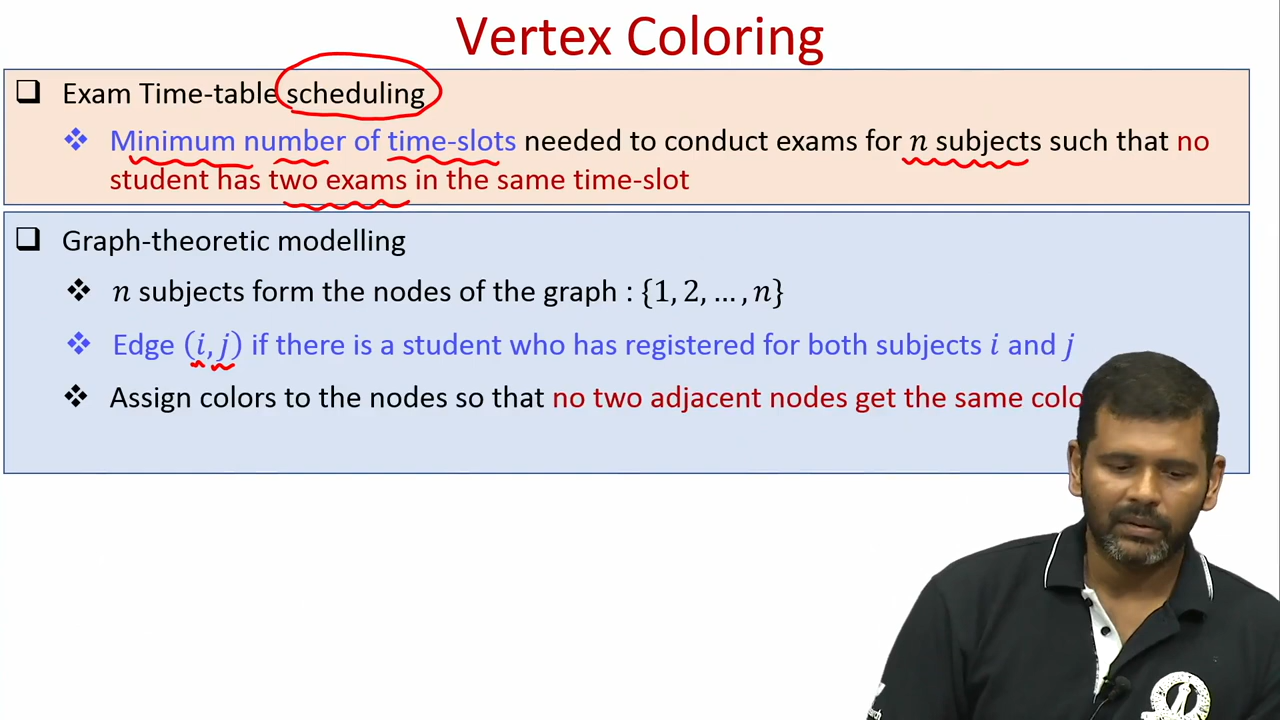 Vertex Coloring
Exam Time-table scheduling
Minimum number of time-slots needed to conduct exams for n subjects such that no
student has two exams in the same time-slot
Graph-theoretic modelling
n subjects form the nodes of the graph : {1, 2, ..., n}
Edge (i, j) if there is a student who has registered for both subjects i and j
Assign colors to the nodes so that no two adjacent nodes get the same colo